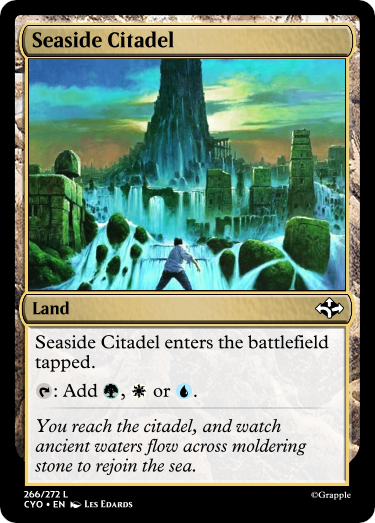 Seaside Citadel
Land
Seaside Citadel enters the battlefield
tapped.
: Add , or .
You reach the citadel, and watch
ancient waters flow across moldering
stone to rejoin the sea.
266/272 L
CYO • EN Les Edards
©Grapple